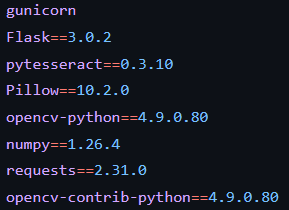 gunicorn
Flask==3.0.2
pytesseract==0.3.10
Pillow==10.2.0
opencv-python==4.9.0.80
numpy==1.26.4
requests==2.31.0
opencv-contrib-python==4.9.0.80